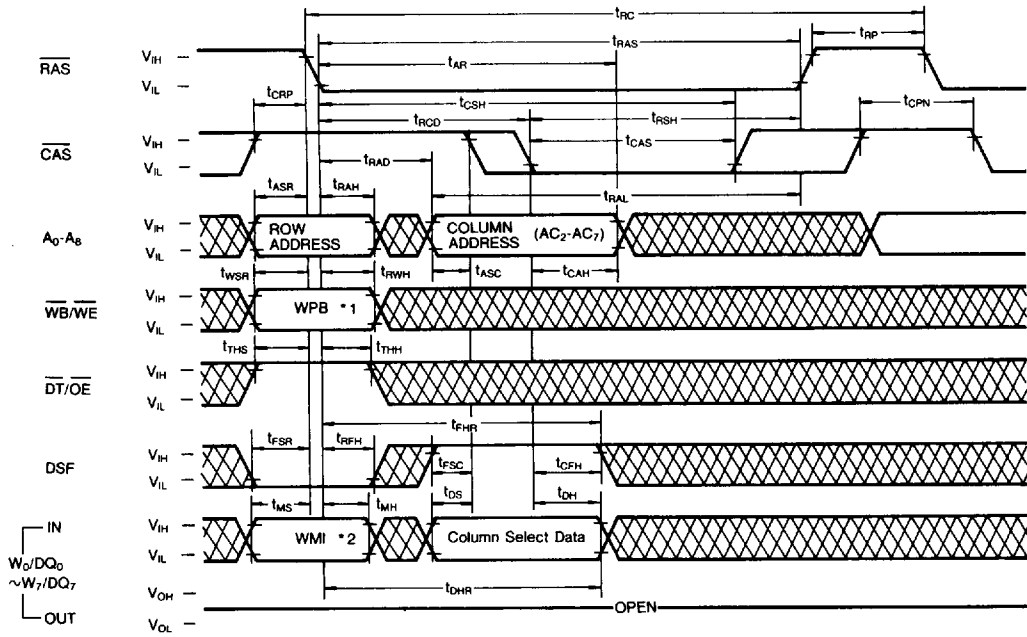 tRC
tRAS tRP
RAS VIH –
VIL –
tAR
tCRP tCSH tCPN
tRCD tRSH
CAS VIH –
VIL –
tCAS
tRAD
tASR tRAH tRAL
A0-A8 VIH –
VIL –
ROW ADDRESS
COLUMN ADDRESS (AC2-AC7)
tWSR tRWH tASC tCAH
WB/WE VIH –
VIL –
WPB *1
tTHS tTHH
DT/OE VIH –
VIL –
tFHR
tFSR tRFH tFSC tCFH
DSF VIH –
VIL –
tMS tMH tDS tDH
IN VIH –
VIL –
WMI *2 Column Select Data
W0/DQ0
~W7/DQ7
tDHR
OUT VOH –
VOL –
OPEN